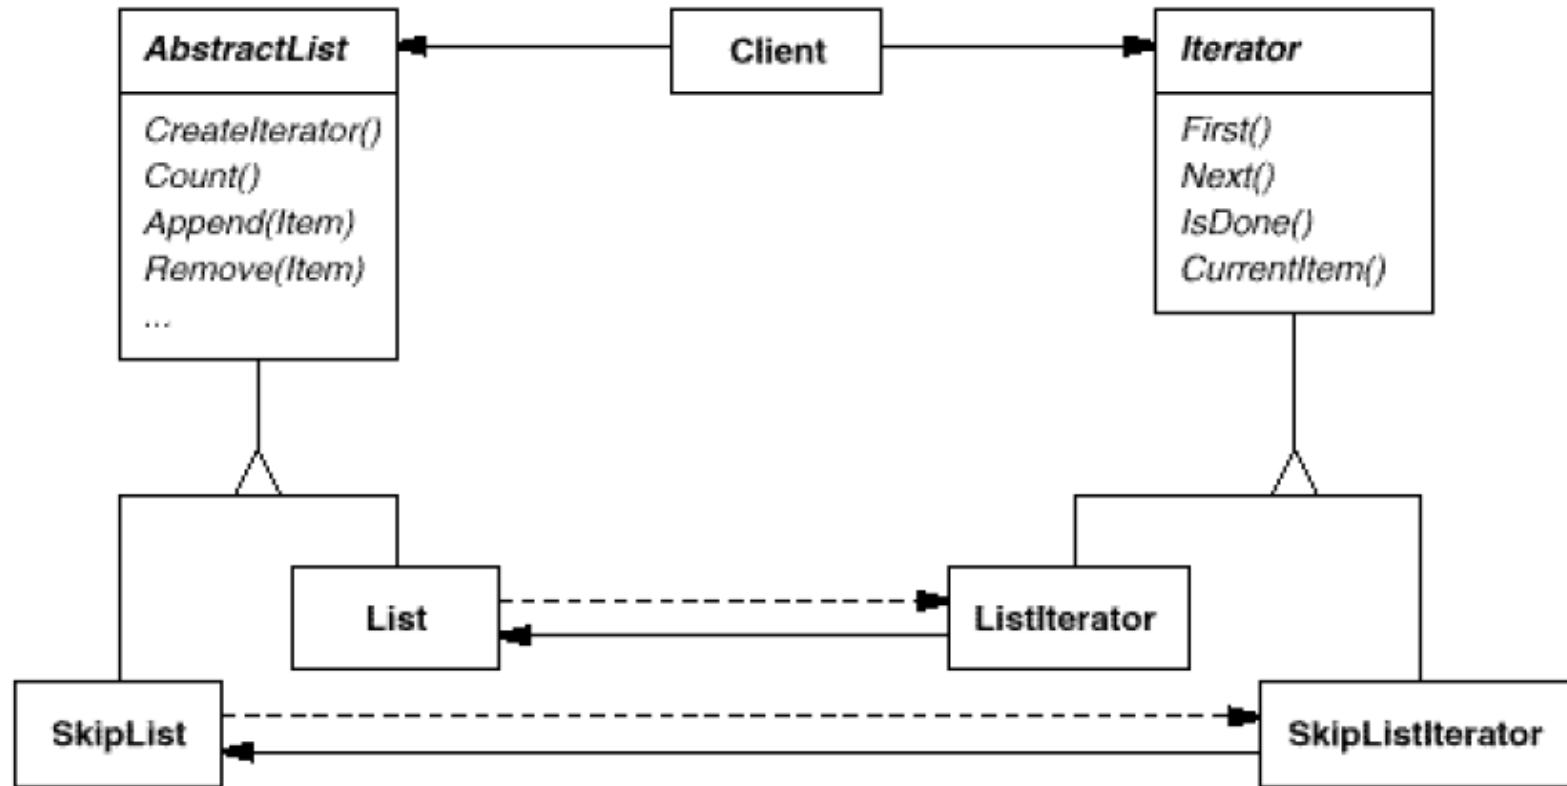 AbstractList
CreateIterator()
Count()
Append(Item)
Remove(Item)
...
Client
Iterator
First()
Next()
IsDone()
CurrentItem()
List
ListIterator
SkipList
SkipListIterator